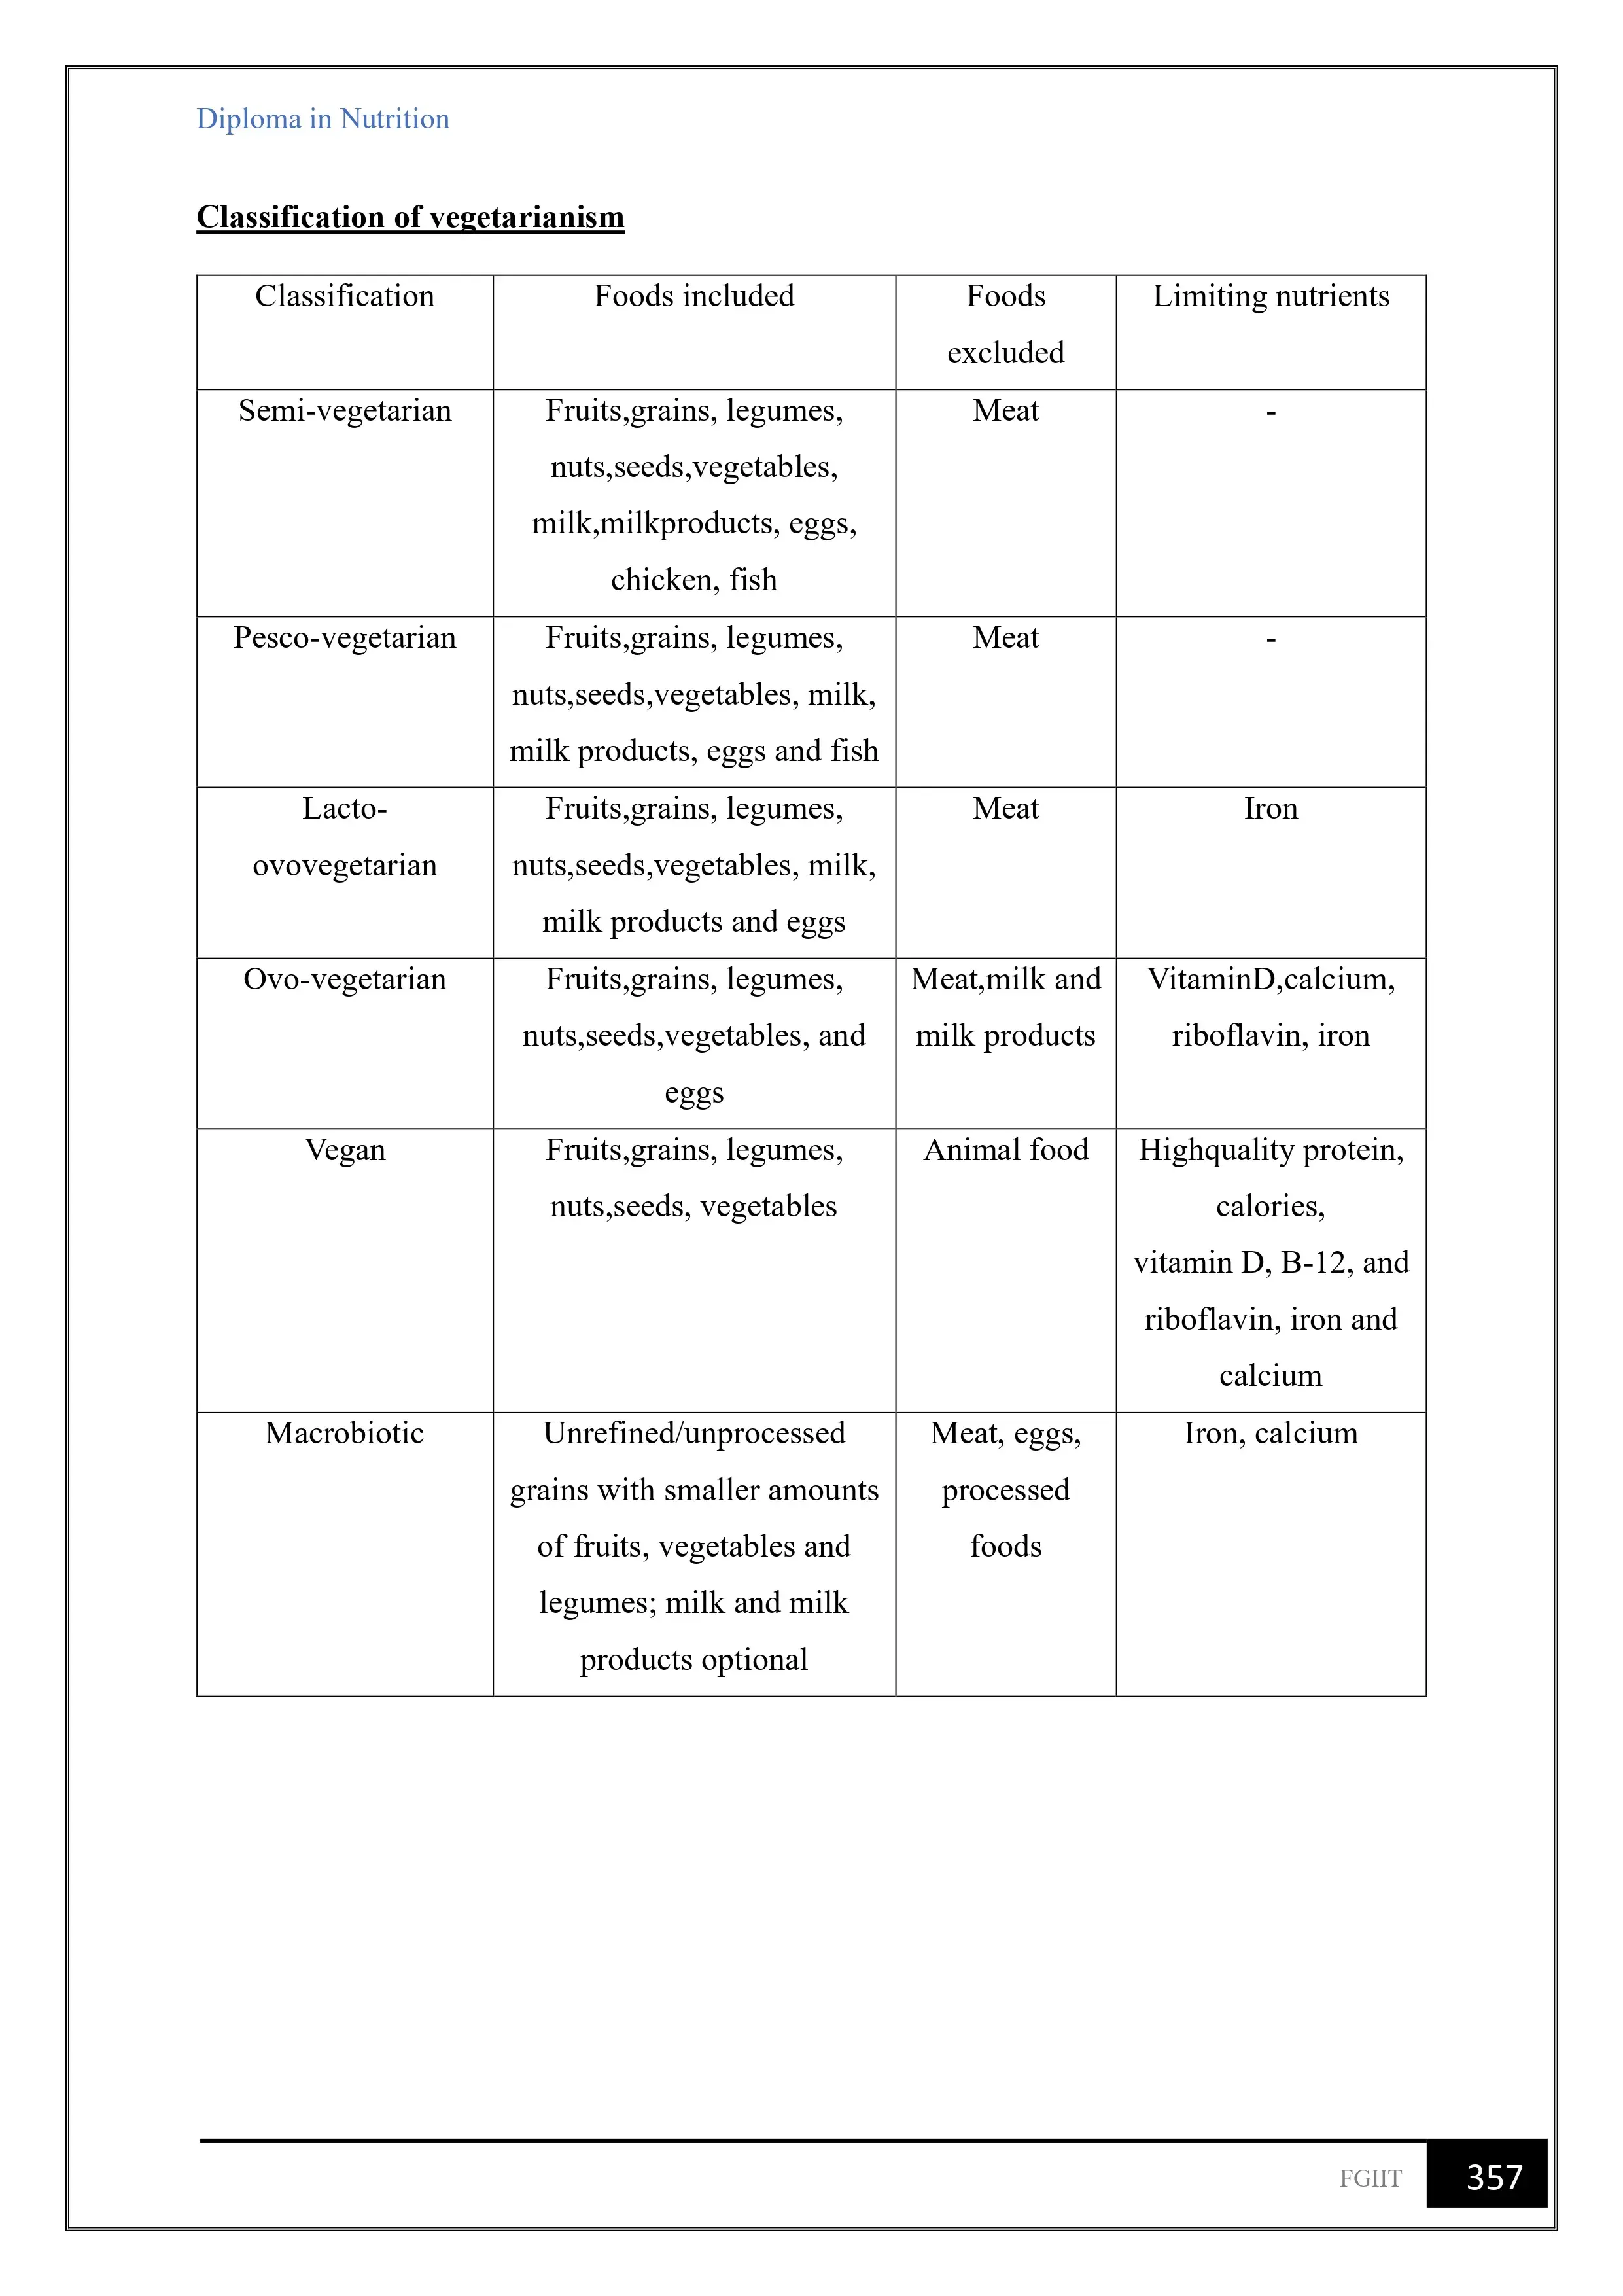 Diploma in Nutrition
Classification of vegetarianism
Classification
Foods included
Foods
excluded
Limiting nutrients
Semi-vegetarian
Fruits,grains, legumes,
nuts,seeds,vegetables,
milk,milkproducts, eggs,
chicken, fish
Meat
-
Pesco-vegetarian
Fruits,grains, legumes,
nuts,seeds,vegetables, milk,
milk products, eggs and fish
Meat
-
Lacto-
ovovegetarian
Fruits,grains, legumes,
nuts,seeds,vegetables, milk,
milk products and eggs
Meat
Iron
Ovo-vegetarian
Fruits,grains, legumes,
nuts,seeds,vegetables, and
eggs
Meat,milk and
milk products
VitaminD,calcium,
riboflavin, iron
Vegan
Fruits,grains, legumes,
nuts,seeds, vegetables
Animal food
Highquality protein,
calories,
vitamin D, B-12, and
riboflavin, iron and
calcium
Macrobiotic
Unrefined/unprocessed
grains with smaller amounts
of fruits, vegetables and
legumes; milk and milk
products optional
Meat, eggs,
processed
foods
Iron, calcium
FGIIT
357